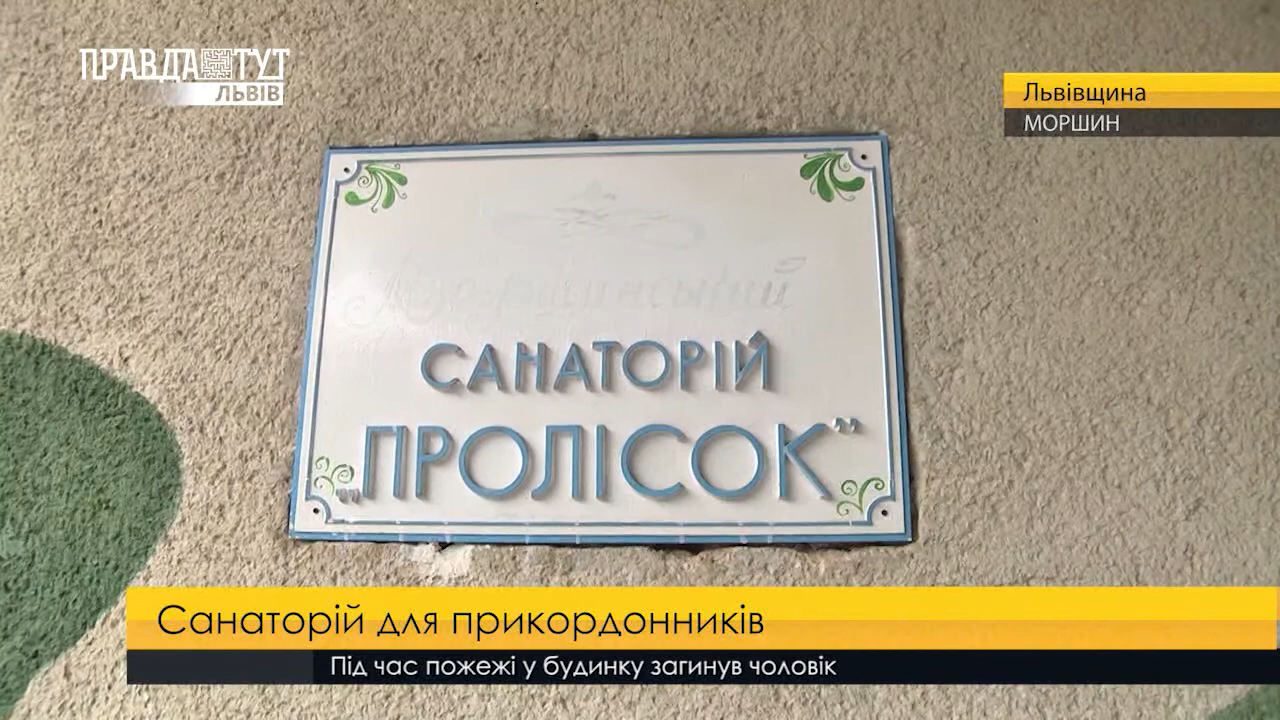 ПРАВДА ТУТ
ЛЬВІВ
Львівщина
МОРШИН
САНАТОРІЙ
„ПРОЛІСОК”
Санаторій для прикордонників
Під час пожежі у будинку загинув чоловік